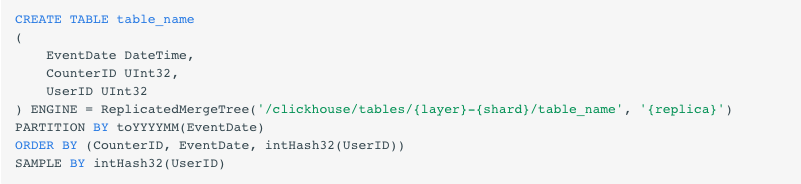 CREATE TABLE table_name
(
    EventDate DateTime,
    CounterID UInt32,
    UserID UInt32
) ENGINE = ReplicatedMergeTree('/clickhouse/tables/{layer}-{shard}/table_name', '{replica}')
PARTITION BY toYYYYMM(EventDate)
ORDER BY (CounterID, EventDate, intHash32(UserID))
SAMPLE BY intHash32(UserID)